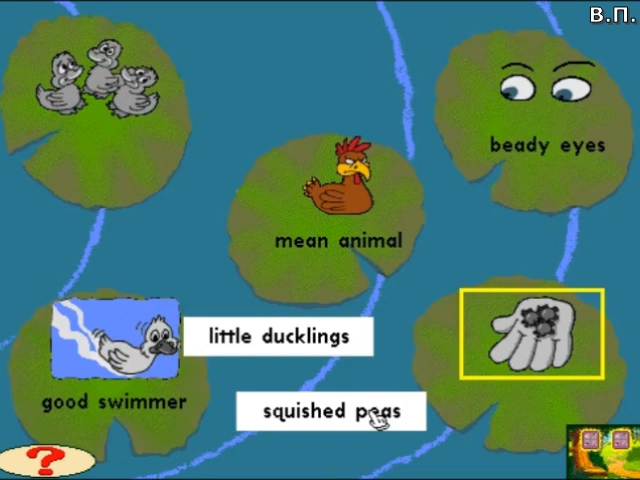 В.П.
beady eyes
mean animal
little ducklings
good swimmer
squished peas
?